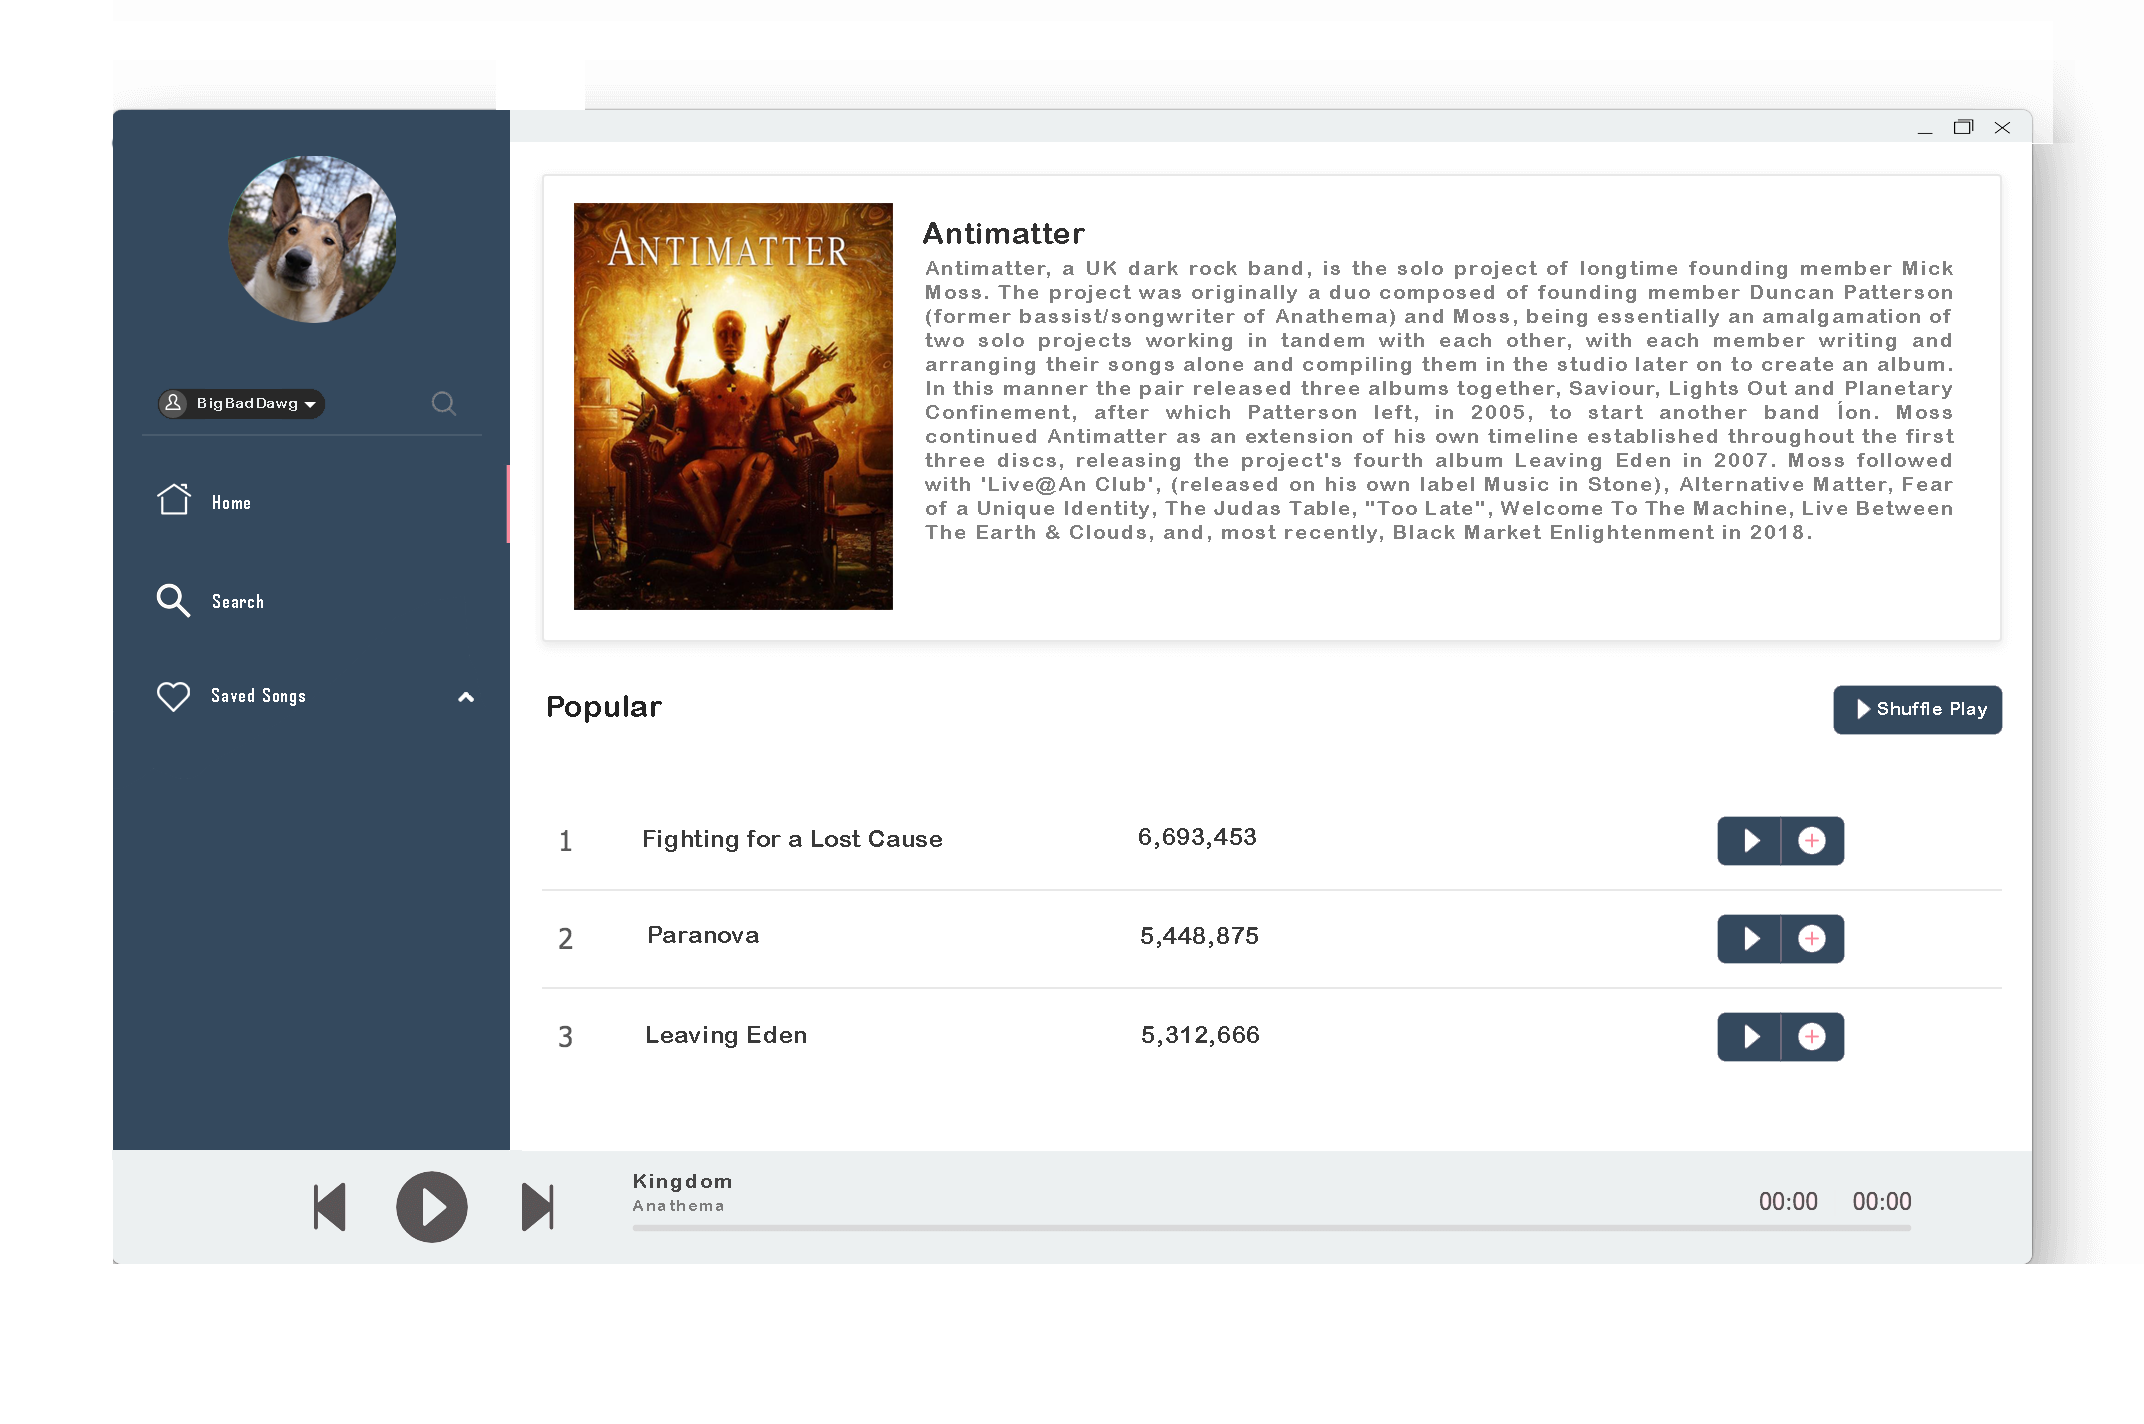 BigBadDawg
Home
Search
Saved Songs
ANTIMATTER
Antimatter
Antimatter, a UK dark rock band, is the solo project of longtime founding member Mick
Moss. The project was originally a duo composed of founding member Duncan Patterson
(former bassist/songwriter of Anathema) and Moss, being essentially an amalgamation of
two solo projects working in tandem with each other, with each member writing and
arranging their songs alone and compiling them in the studio later on to create an album.
In this manner the pair released three albums together, Saviour, Lights Out and Planetary
Confinement, after which Patterson left, in 2005, to start another band Íon. Moss
continued Antimatter as an extension of his own timeline established throughout the first
three discs, releasing the project's fourth album Leaving Eden in 2007. Moss followed
with 'Live@An Club', (released on his own label Music in Stone), Alternative Matter, Fear
of a Unique Identity, The Judas Table, "Too Late", Welcome To The Machine, Live Between
The Earth & Clouds, and, most recently, Black Market Enlightenment in 2018.
Popular
Shuffle Play
1 Fighting for a Lost Cause 6,693,453
2 Paranova 5,448,875
3 Leaving Eden 5,312,666
Kingdom
Anathema
00:00 00:00